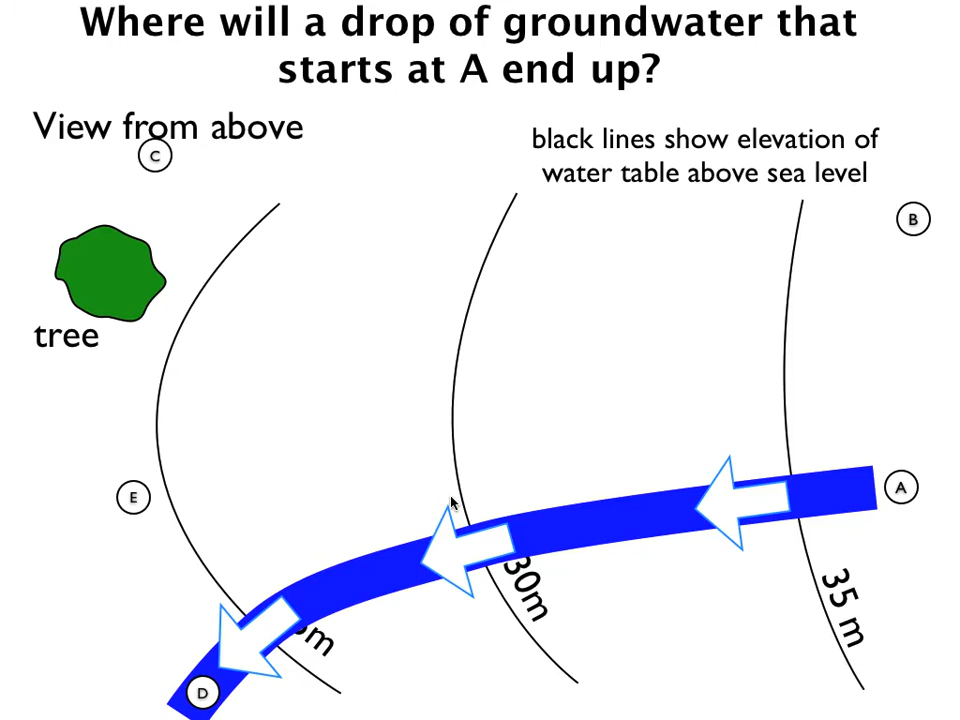 Where will a drop of groundwater that
starts at A end up?
View from above
C
black lines show elevation of
water table above sea level
B
tree
E
A
30m
35 m
m
D